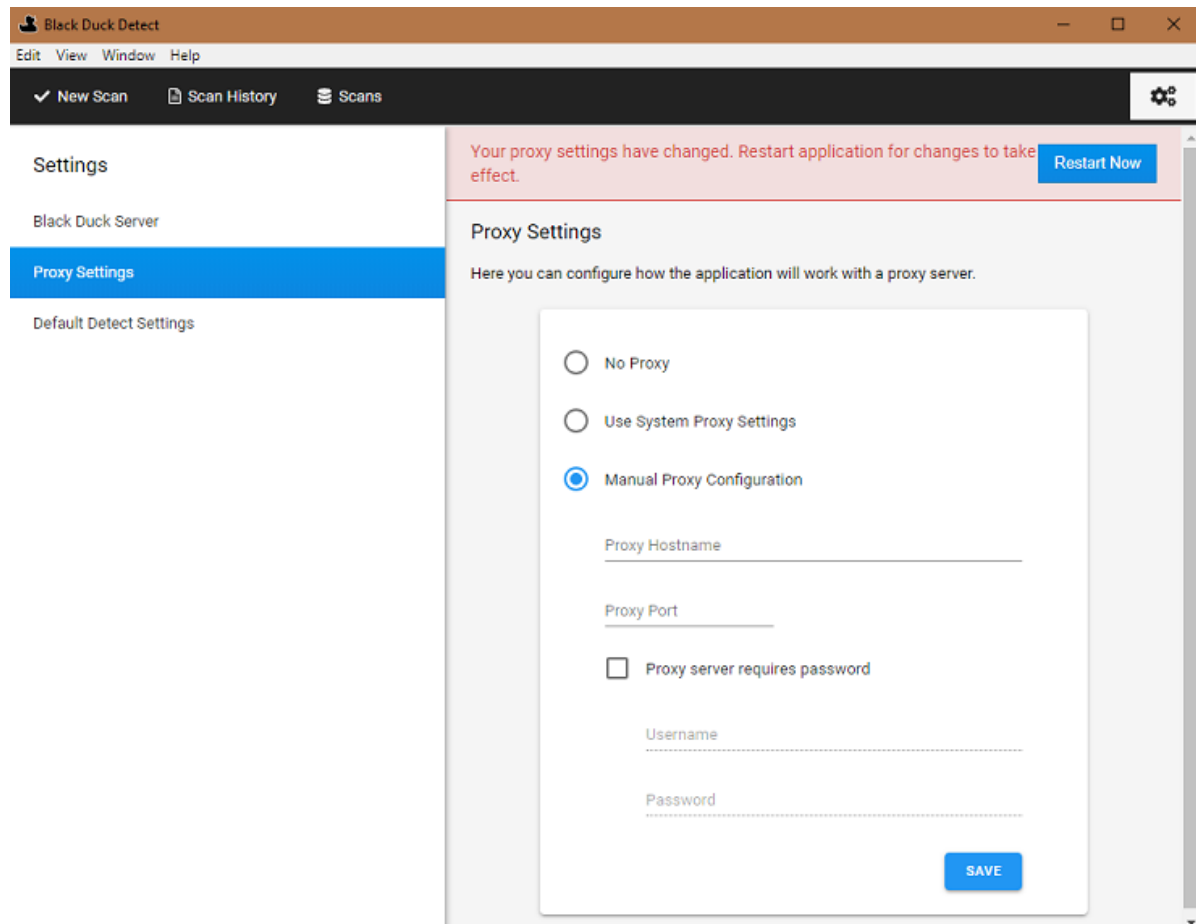 Black Duck Detect
Edit View Window Help
New Scan Scan History Scans
Settings
Black Duck Server
Proxy Settings
Default Detect Settings
Your proxy settings have changed. Restart application for changes to take
effect.
Restart Now
Proxy Settings
Here you can configure how the application will work with a proxy server.
No Proxy
Use System Proxy Settings
Manual Proxy Configuration
Proxy Hostname
Proxy Port
Proxy server requires password
Username
Password
SAVE